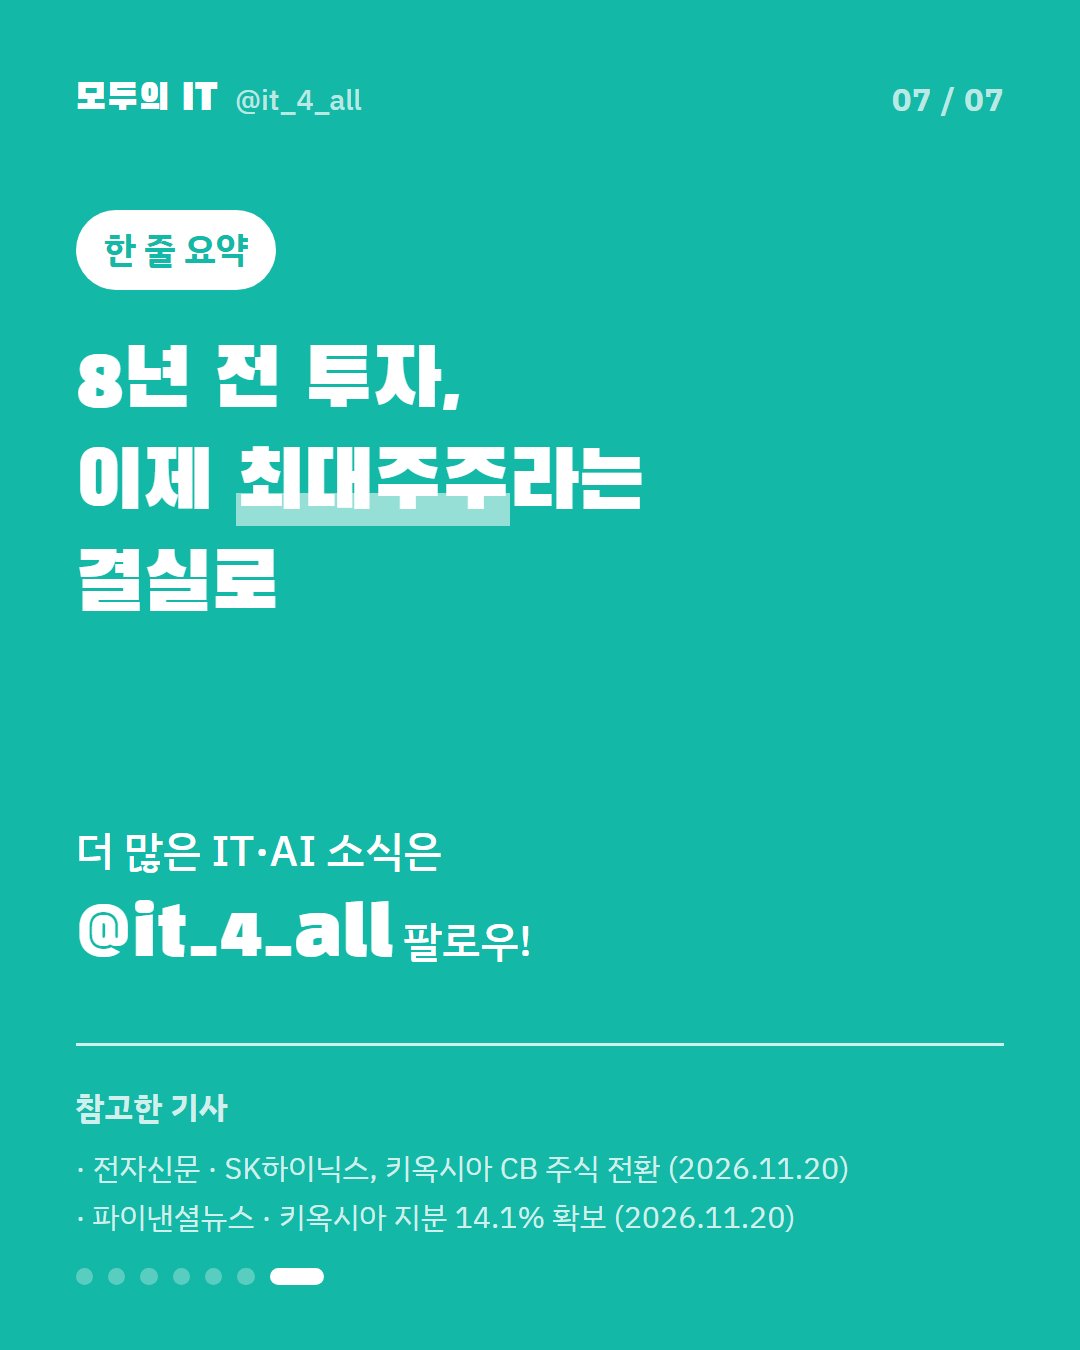 모두의 IT @it_4_all
07 / 07
한 줄 요약
8년 전 투자,
이제 최대주주라는
결실로
더 많은 IT·AI 소식은
@it_4_all 팔로우!
참고한 기사
· 전자신문 · SK하이닉스, 키옥시아 CB 주식 전환 (2026.11.20)
· 파이낸셜뉴스 · 키옥시아 지분 14.1% 확보 (2026.11.20)